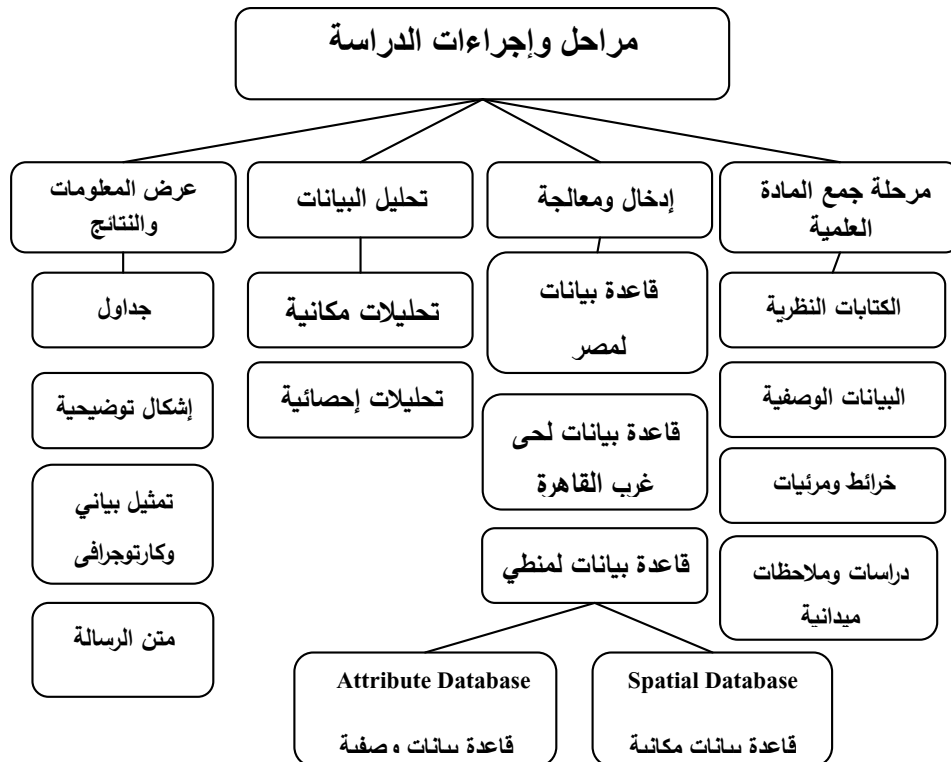 مراحل وإجراءات الدراسة
مرحلة جمع المادة
العلمية
إدخال ومعالجة
تحليل البيانات
عرض المعلومات
والنتائج
الكتابات النظرية
البيانات الوصفية
خرائط ومرئيات
دراسات وملاحظات
ميدانية
قاعدة بيانات
لمصر
قاعدة بيانات لحى
غرب القاهرة
قاعدة بيانات لمنطي
Spatial Database
قاعدة بيانات مكانية
Attribute Database
قاعدة بيانات وصفية
تحليلات مكانية
تحليلات إحصائية
جداول
إشكال توضيحية
تمثيل بياني
وكارتوجرافى
متن الرسالة